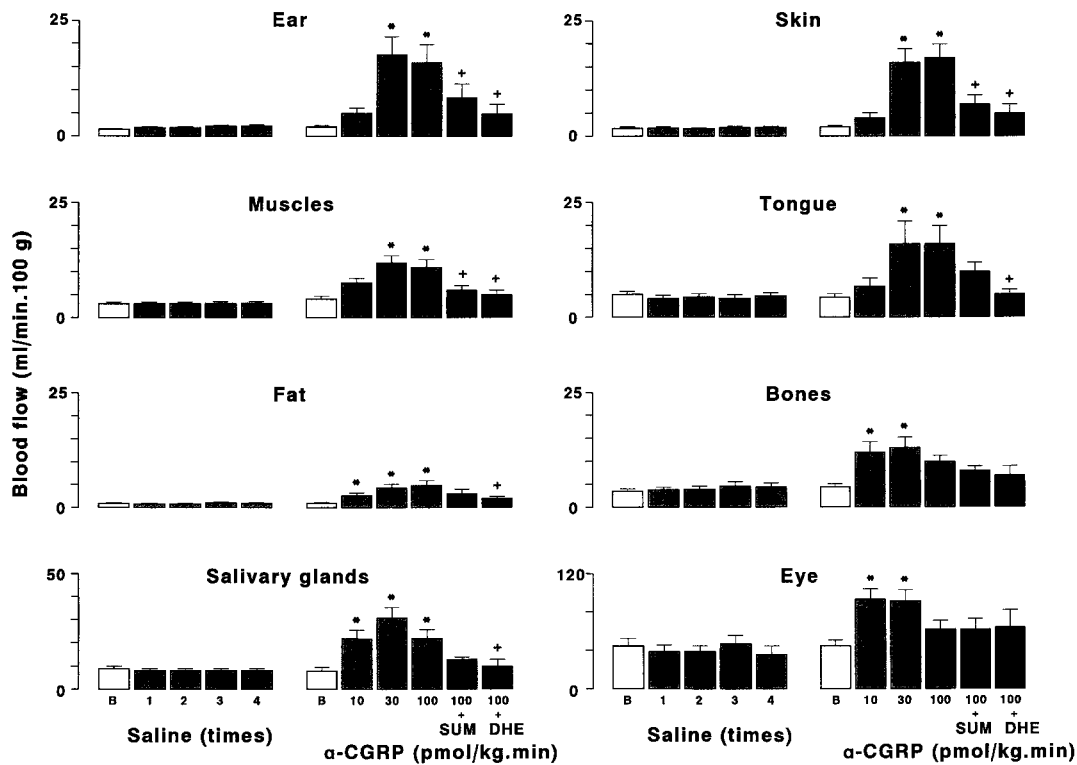 Ear
Skin
25
* *
+
+
0
25
* *
+
+
0
Muscles
Tongue
25
* *
+ +
0
25
* *
+
0
Fat
Bones
25
* * *
+
0
25
* *
0
Salivary glands
Eye
50
* * *
+
0
120
* *
0
B 1 2 3 4 B 10 30 100 100 100
+ +
SUM DHE
B 1 2 3 4 B 10 30 100 100 100
+ +
SUM DHE
Saline (times)
α-CGRP (pmol/kg.min)
Saline (times)
α-CGRP (pmol/kg.min)
Blood flow (ml/min.100 g)